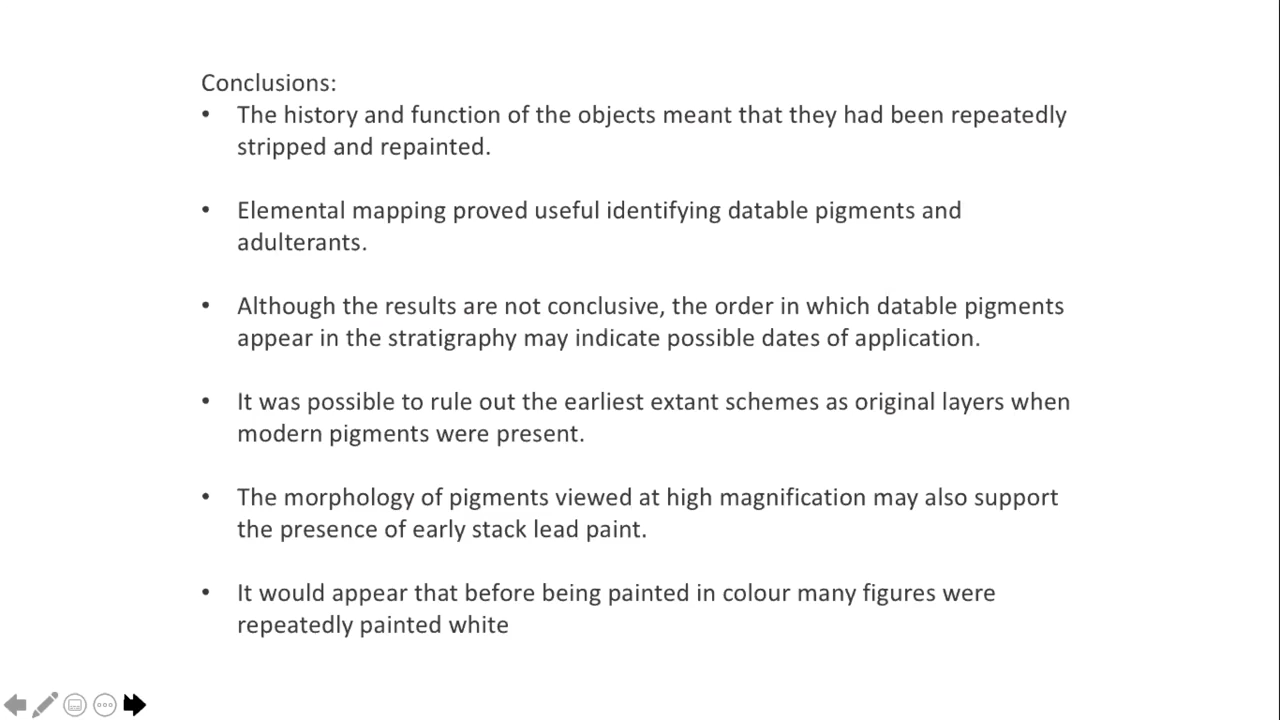 Conclusions:
• The history and function of the objects meant that they had been repeatedly
stripped and repainted.
• Elemental mapping proved useful identifying datable pigments and
adulterants.
• Although the results are not conclusive, the order in which datable pigments
appear in the stratigraphy may indicate possible dates of application.
• It was possible to rule out the earliest extant schemes as original layers when
modern pigments were present.
• The morphology of pigments viewed at high magnification may also support
the presence of early stack lead paint.
• It would appear that before being painted in colour many figures were
repeatedly painted white